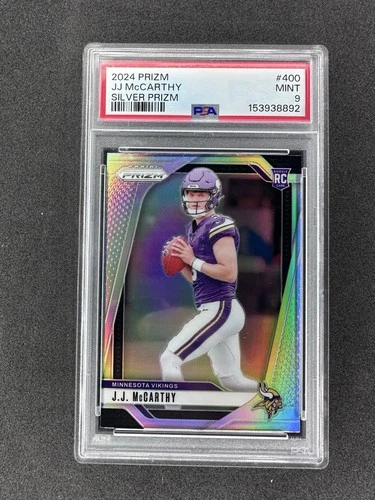 2024 PRIZM #400
JJ McCARTHY MINT
SILVER PRIZM 9
PSA 153938892
PRIZM
RC
MINNESOTA VIKINGS
J.J. McCARTHY